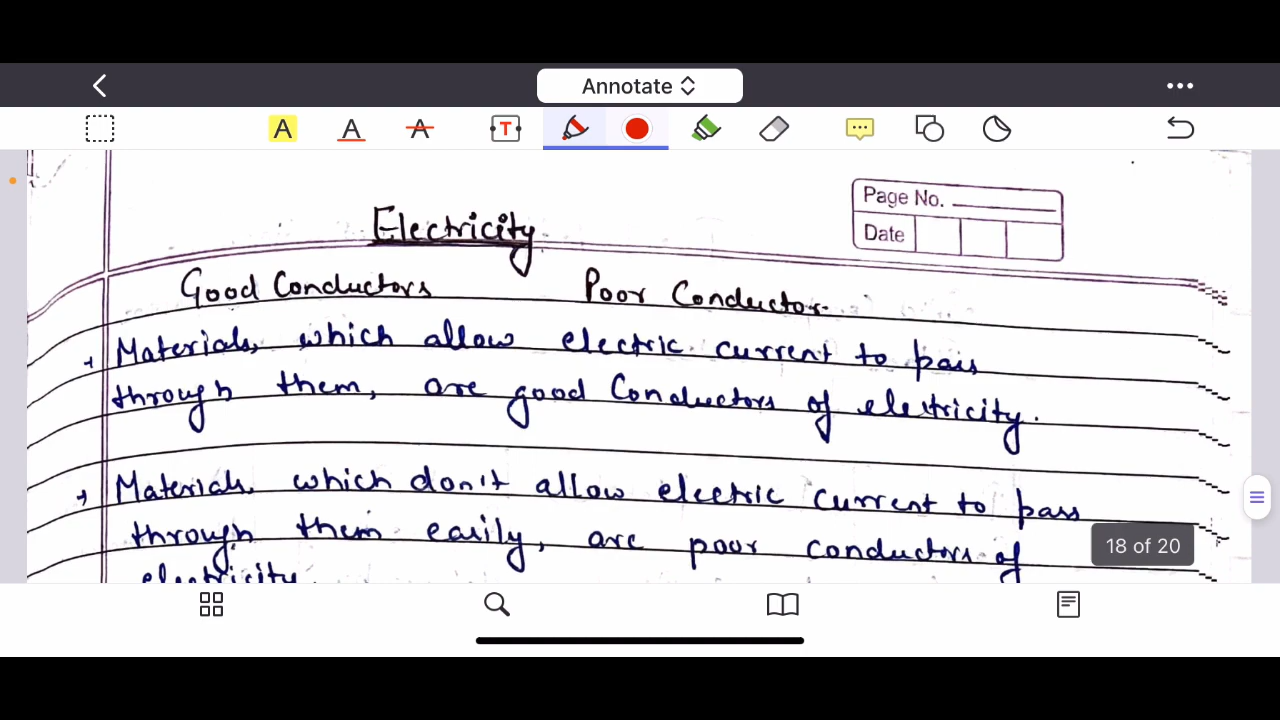 Annotate
A A A T
Page No.
Date
Electricity
Good Conductors Poor Conductor
Materials which allow electric current to pass
through them, are good Conductors of electricity.
Materials which don't allow electric current to pass
through them easily, are poor conductors of
electricity
18 of 20